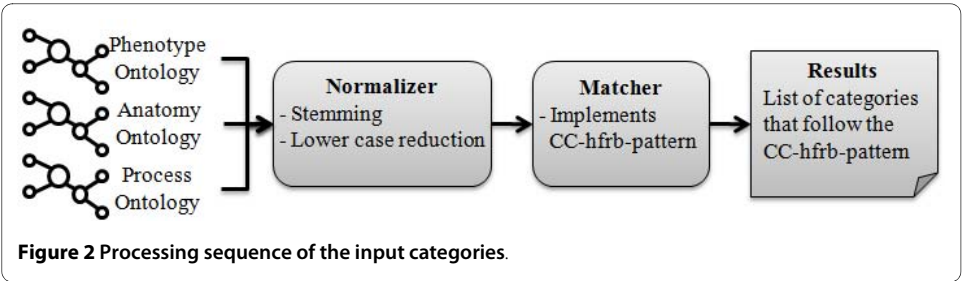 Phenotype
Ontology
Anatomy
Ontology
Process
Ontology
Normalizer
- Stemming
- Lower case reduction
Matcher
- Implements
CC-hfrb-pattern
Results
List of categories
that follow the
CC-hfrb-pattern
Figure 2 Processing sequence of the input categories.